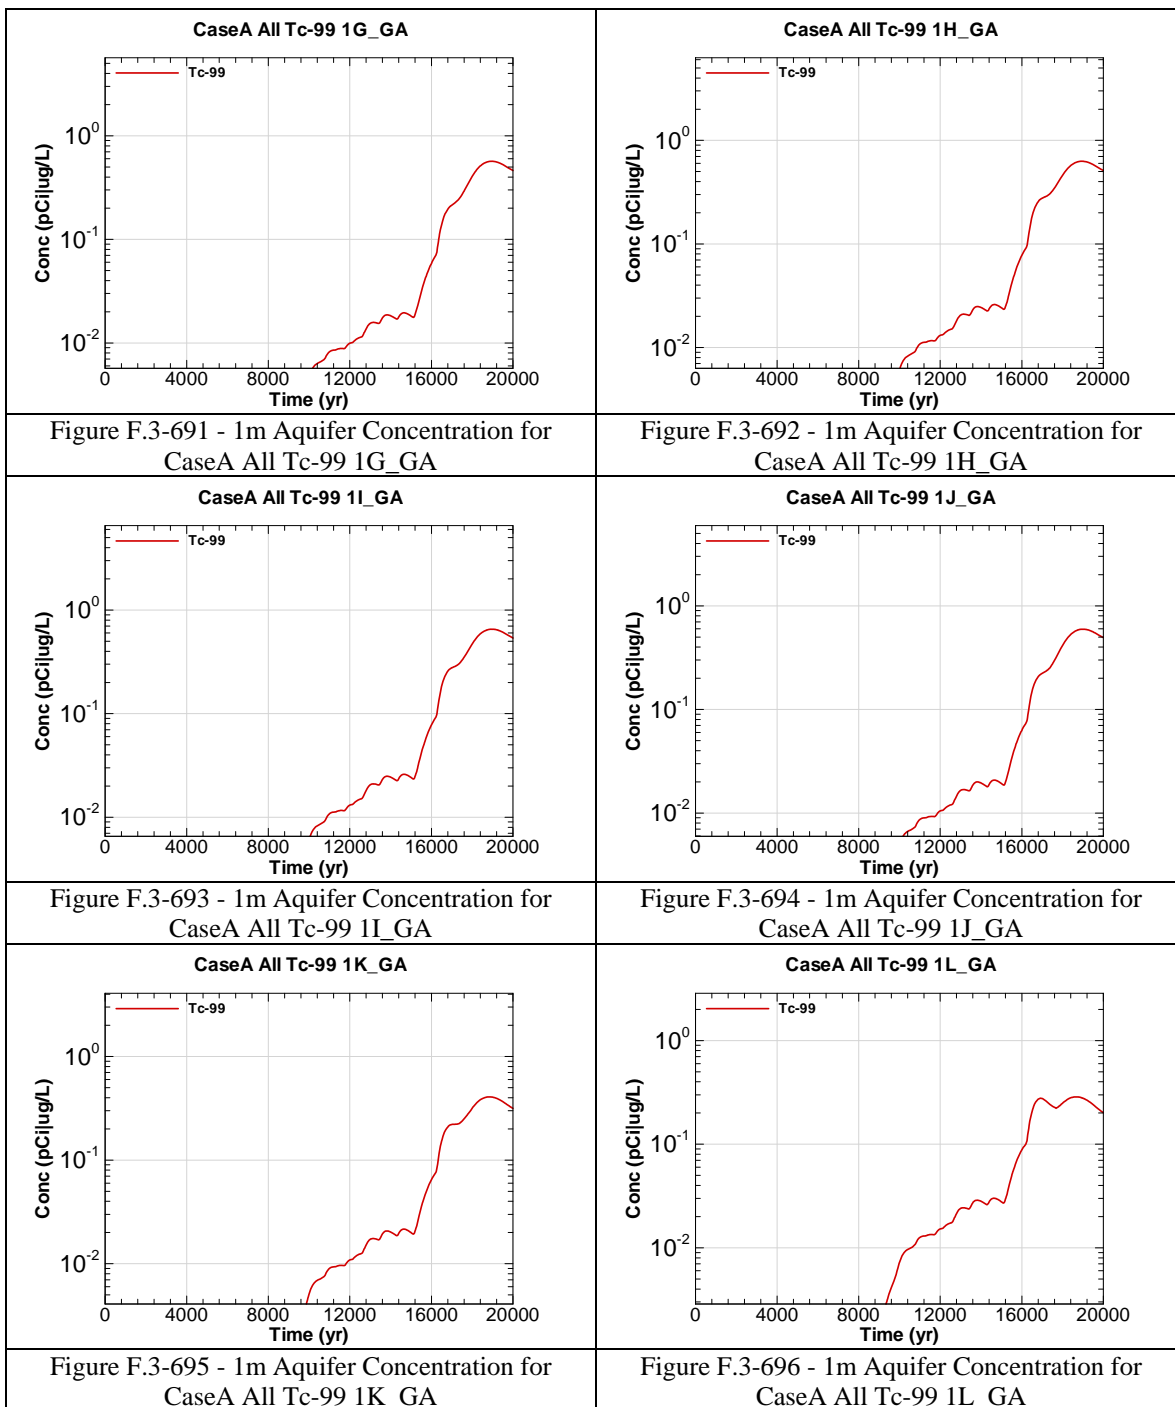 CaseA All Tc-99 1G_GA
Tc-99
10^0
10^-1
10^-2
Conc (pCi|ug/L)
0 4000 8000 12000 16000 20000
Time (yr)
Figure F.3-691 - 1m Aquifer Concentration for
CaseA All Tc-99 1G_GA
CaseA All Tc-99 1H_GA
Tc-99
10^0
10^-1
10^-2
Conc (pCi|ug/L)
0 4000 8000 12000 16000 20000
Time (yr)
Figure F.3-692 - 1m Aquifer Concentration for
CaseA All Tc-99 1H_GA
CaseA All Tc-99 1I_GA
Tc-99
10^0
10^-1
10^-2
Conc (pCi|ug/L)
0 4000 8000 12000 16000 20000
Time (yr)
Figure F.3-693 - 1m Aquifer Concentration for
CaseA All Tc-99 1I_GA
CaseA All Tc-99 1J_GA
Tc-99
10^0
10^-1
10^-2
Conc (pCi|ug/L)
0 4000 8000 12000 16000 20000
Time (yr)
Figure F.3-694 - 1m Aquifer Concentration for
CaseA All Tc-99 1J_GA
CaseA All Tc-99 1K_GA
Tc-99
10^0
10^-1
10^-2
Conc (pCi|ug/L)
0 4000 8000 12000 16000 20000
Time (yr)
Figure F.3-695 - 1m Aquifer Concentration for
CaseA All Tc-99 1K_GA
CaseA All Tc-99 1L_GA
Tc-99
10^0
10^-1
10^-2
Conc (pCi|ug/L)
0 4000 8000 12000 16000 20000
Time (yr)
Figure F.3-696 - 1m Aquifer Concentration for
CaseA All Tc-99 1L_GA